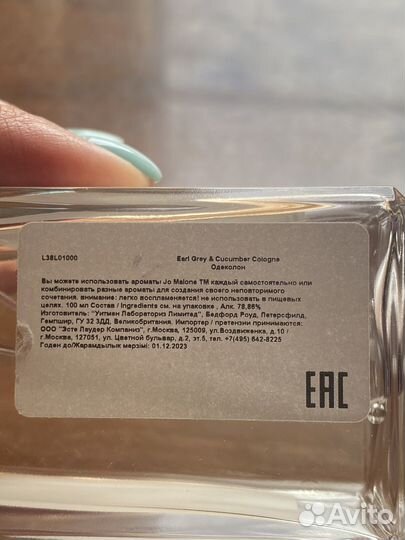 L38L01000 Earl Grey & Cucumber Cologne
Одеколон
Вы можете использовать ароматы Jo Malone TM каждый самостоятельно или
комбинировать разные ароматы для создания своего неповторимого
сочетания. внимание: легко воспламеняется! не использовать в пищевых
целях. 100 мл Состав / Ingredients см. на упаковке , Алк. 78,86%
Изготовитель: "Уитман Лабораториз Лимитед", Бедфорд Роуд, Петерсфилд,
Гемпшир, ГУ 32 3ДД, Великобритания. Импортер / претензии принимаются:
ООО "Эсте Лаудер Компаниз", г.Москва, 125009, ул.Воздвиженка, д.10 /
г.Москва, 127051, ул. Цветной бульвар, д.2, эт.5, тел. +7(495) 642-8225
Годен до/Жарамдылық мерзімі: 01.12.2023
EAC
Avito